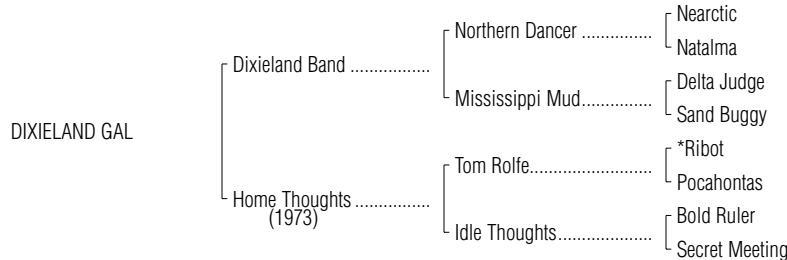 Nearctic
Northern Dancer ..............
Natalma
Dixieland Band .................
Delta Judge
Mississippi Mud..............
Sand Buggy
DIXIELAND GAL
*Ribot
Tom Rolfe.........................
Pocahontas
Home Thoughts ................
(1973)
Bold Ruler
Idle Thoughts...................
Secret Meeting